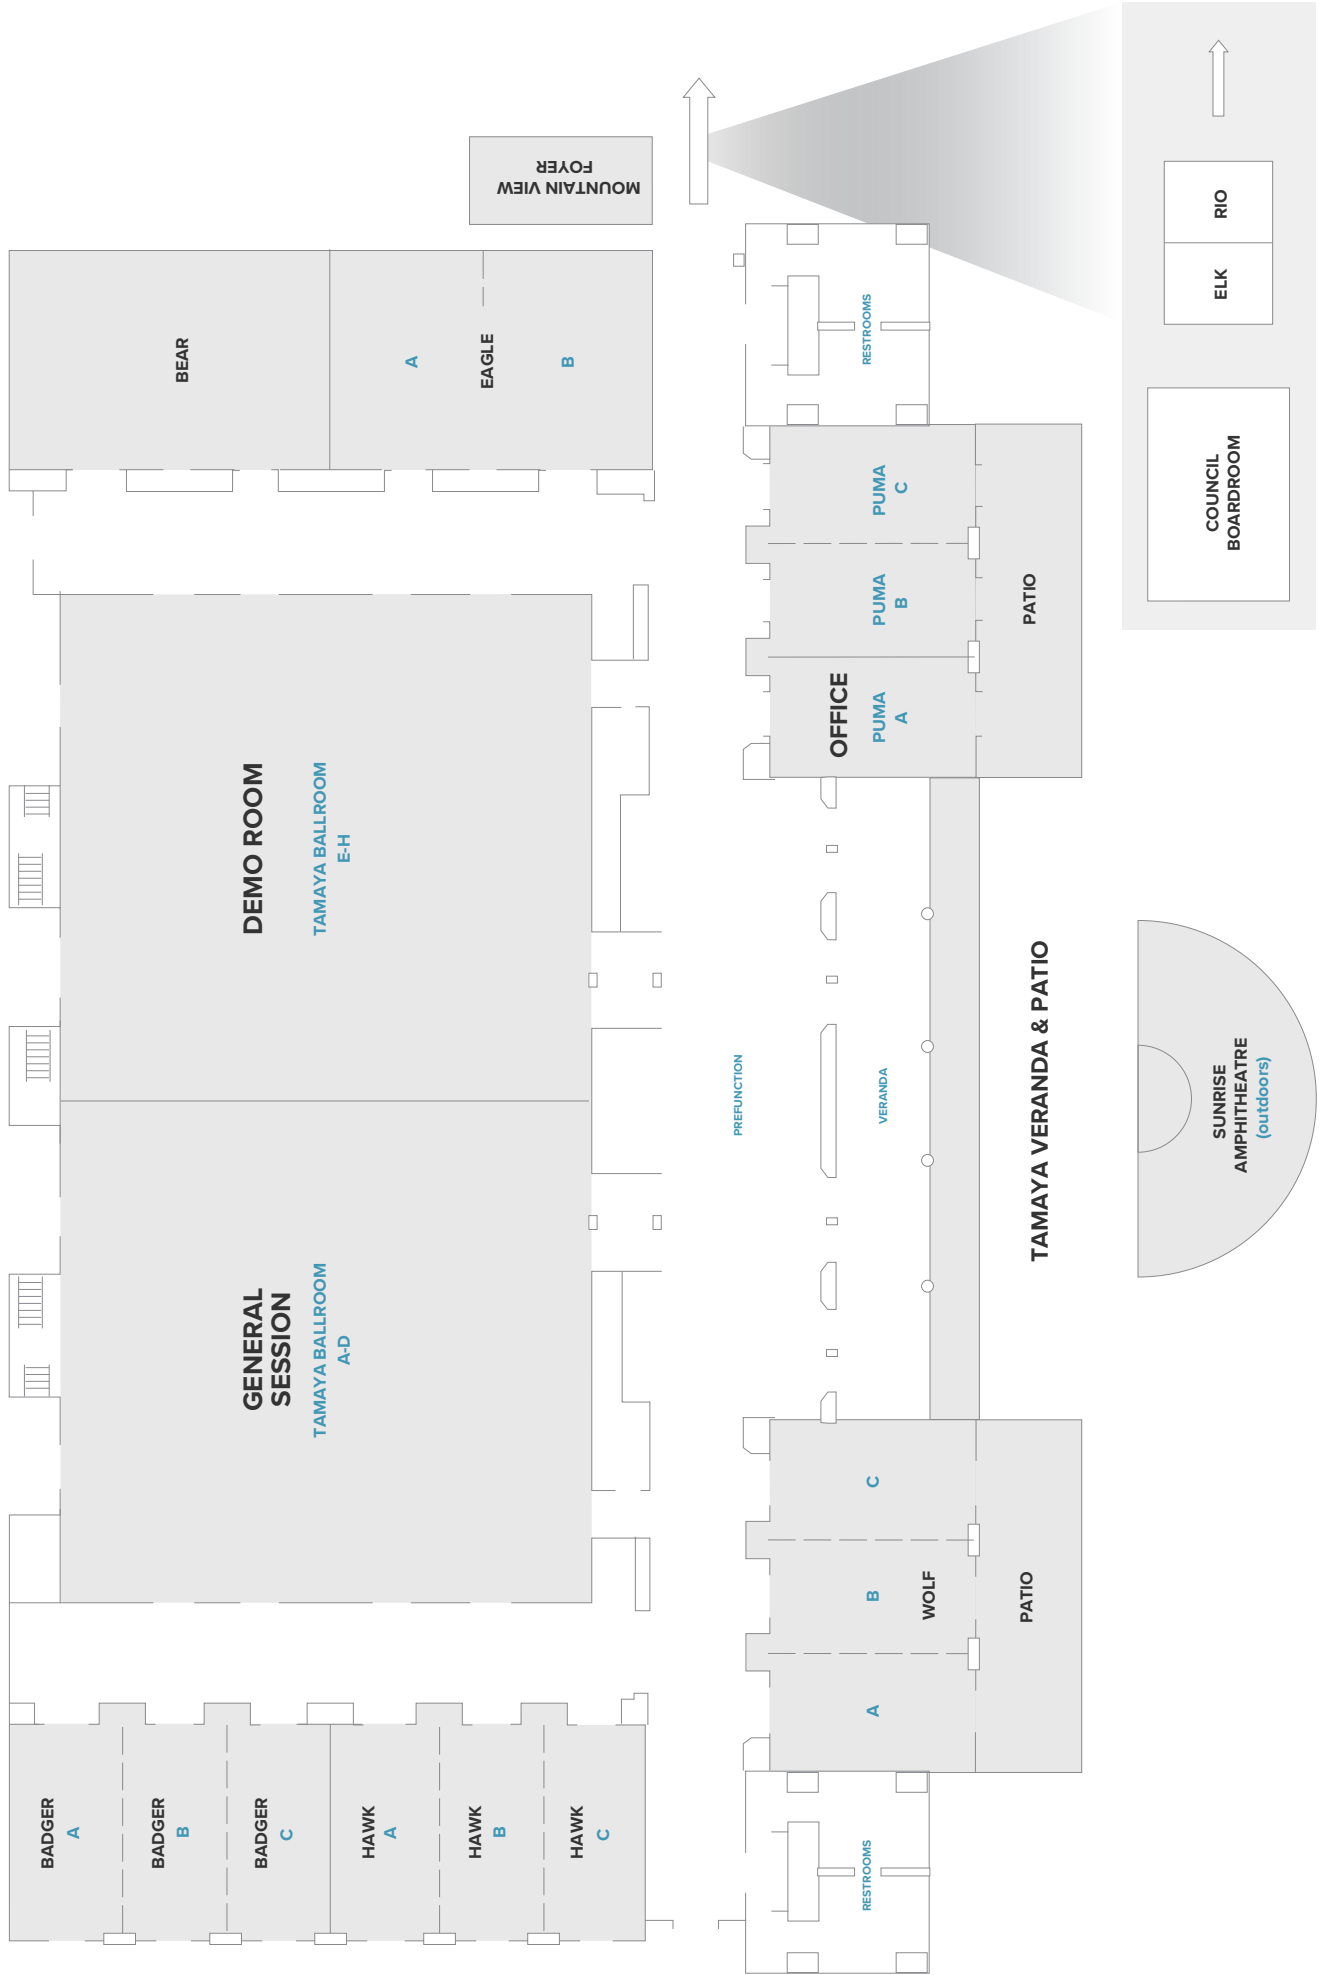 BADGER
A
BADGER
B
BADGER
C
HAWK
A
HAWK
B
HAWK
C
GENERAL
SESSION
TAMAYA BALLROOM
A-D
DEMO ROOM
TAMAYA BALLROOM
E-H
BEAR
A
EAGLE
B
MOUNTAIN VIEW
FOYER
RESTROOMS
A
B
C
WOLF
PATIO
PREFUNCTION
VERANDA
TAMAYA VERANDA & PATIO
OFFICE
PUMA
A
PUMA
B
PUMA
C
PATIO
RESTROOMS
SUNRISE
AMPHITHEATRE
(outdoors)
COUNCIL
BOARDROOM
ELK
RIO